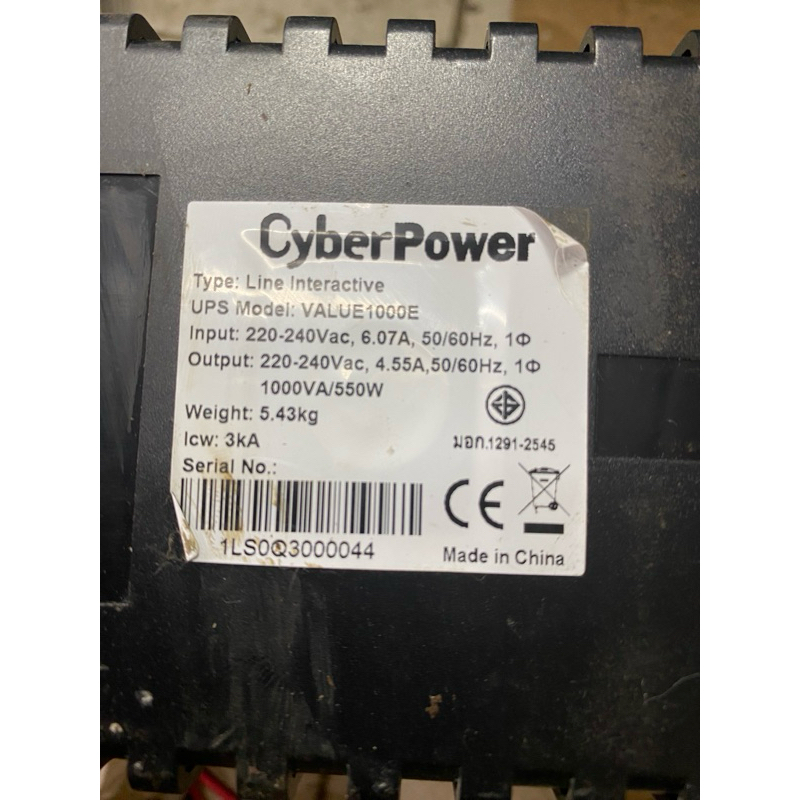 CyberPower
Type: Line Interactive
UPS Model: VALUE1000E
Input: 220-240Vac, 6.07A, 50/60Hz, 1Φ
Output: 220-240Vac, 4.55A,50/60Hz, 1Φ
1000VA/550W
Weight: 5.43kg
Icw: 3kA
มอก.1291-2545
Serial No.:
CE
1LS0Q3000044
Made in China